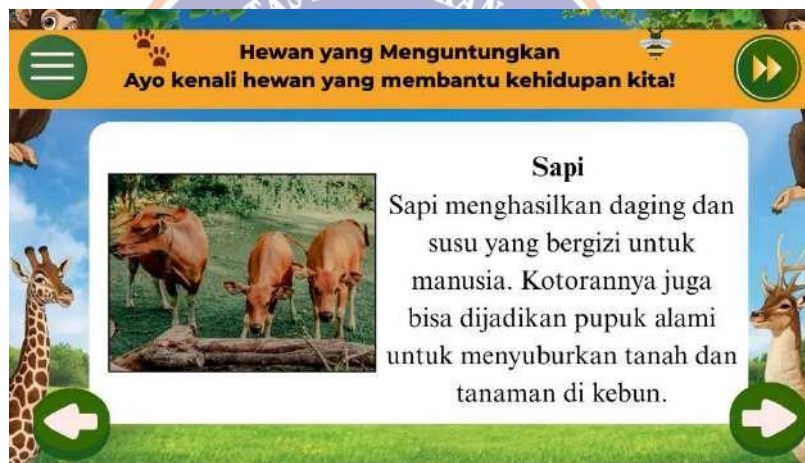 Hewan yang Menguntungkan
Ayo kenali hewan yang membantu kehidupan kita!
Sapi
Sapi menghasilkan daging dan
susu yang bergizi untuk
manusia. Kotorannya juga
bisa dijadikan pupuk alami
untuk menyuburkan tanah dan
tanaman di kebun.